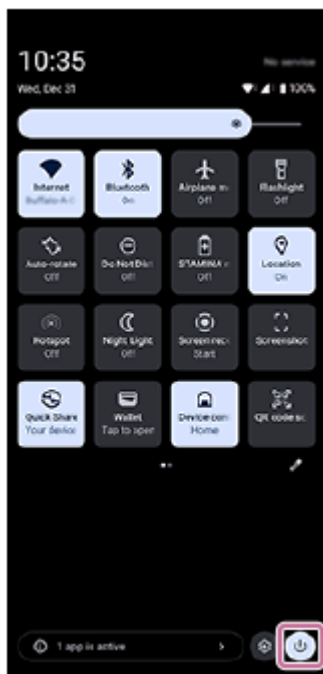 10:35
No service
Wed, Dec 31
100%
Internet
Buffalo-A-
Bluetooth
On
Airplane m
Off
Flashlight
Off
Auto-rotate
Off
Do Not Dist
Off
STAMINA
Off
Location
On
Hotspot
Off
Night Light
Off
Screen rec
Start
Screenshot
Quick Share
Your device
Wallet
Tap to open
Device con
Home
QR code sc
1 app is active